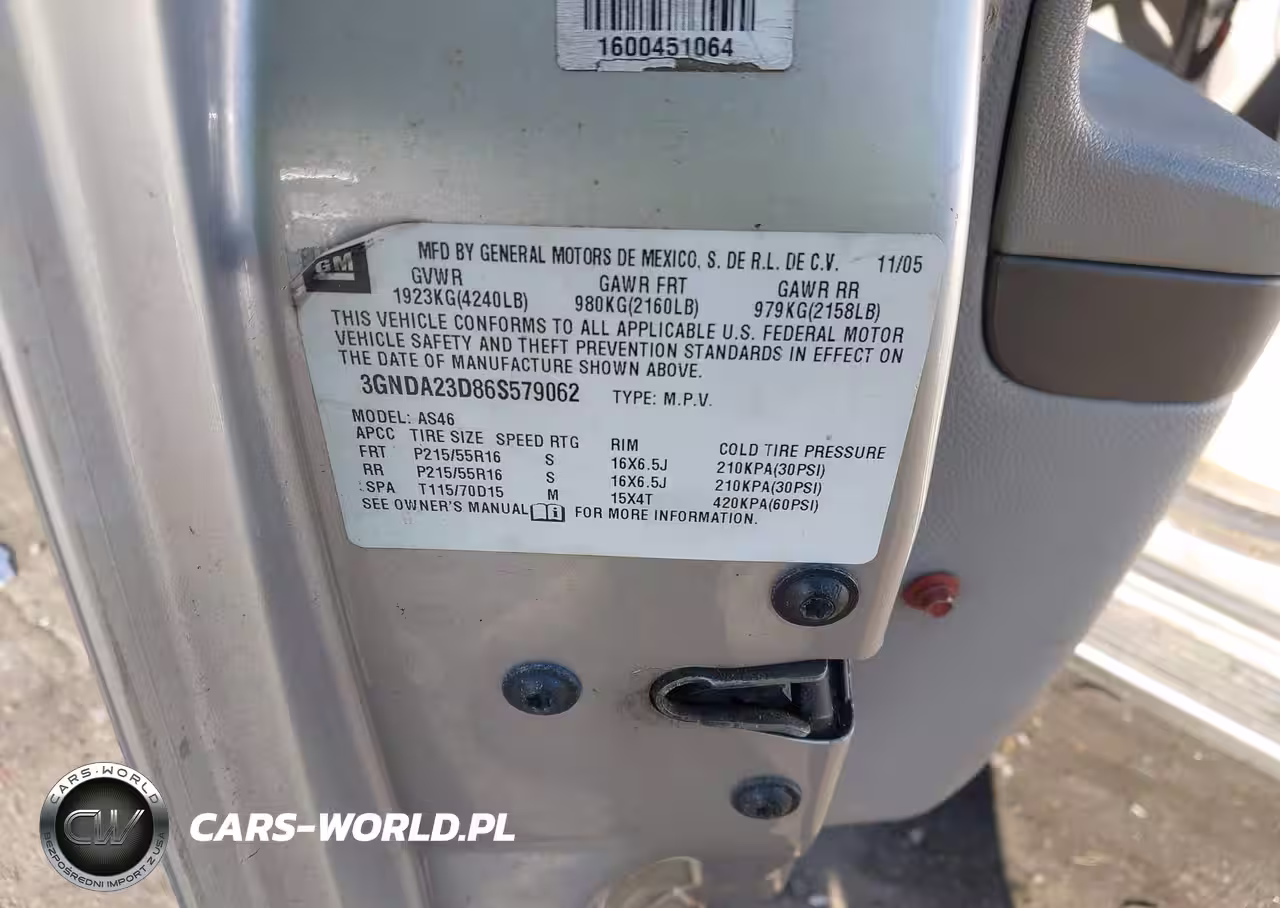 1600451064
GM
MFD BY GENERAL MOTORS DE MEXICO, S. DE R.L. DE C.V. 11/05
GVWR GAWR FRT GAWR RR
1923KG(4240LB) 980KG(2160LB) 979KG(2158LB)
THIS VEHICLE CONFORMS TO ALL APPLICABLE U.S. FEDERAL MOTOR
VEHICLE SAFETY AND THEFT PREVENTION STANDARDS IN EFFECT ON
THE DATE OF MANUFACTURE SHOWN ABOVE.
3GNDA23D86S579062 TYPE: M.P.V.
MODEL: AS46
APCC TIRE SIZE SPEED RTG RIM COLD TIRE PRESSURE
FRT P215/55R16 S 16X6.5J 210KPA(30PSI)
RR P215/55R16 S 16X6.5J 210KPA(30PSI)
SPA T115/70D15 M 15X4T 420KPA(60PSI)
SEE OWNER'S MANUAL i FOR MORE INFORMATION.
CARS-WORLD
CW
BEZPOŚREDNI IMPORT Z USA
CARS-WORLD.PL